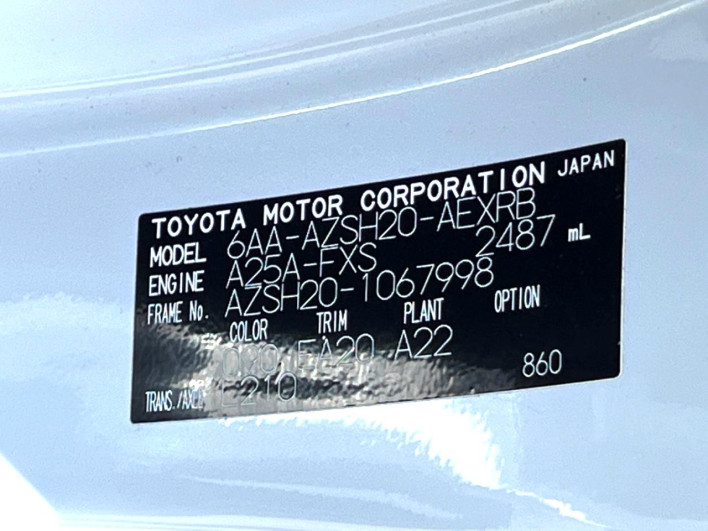 TOYOTA MOTOR CORPORATION JAPAN
MODEL 6AA-AZSH20-AEXRB
ENGINE A25A-FXS 2487 mL
FRAME No. AZSH20-1067998
COLOR TRIM PLANT OPTION
EA20 A22
TRANS./AXLE 860